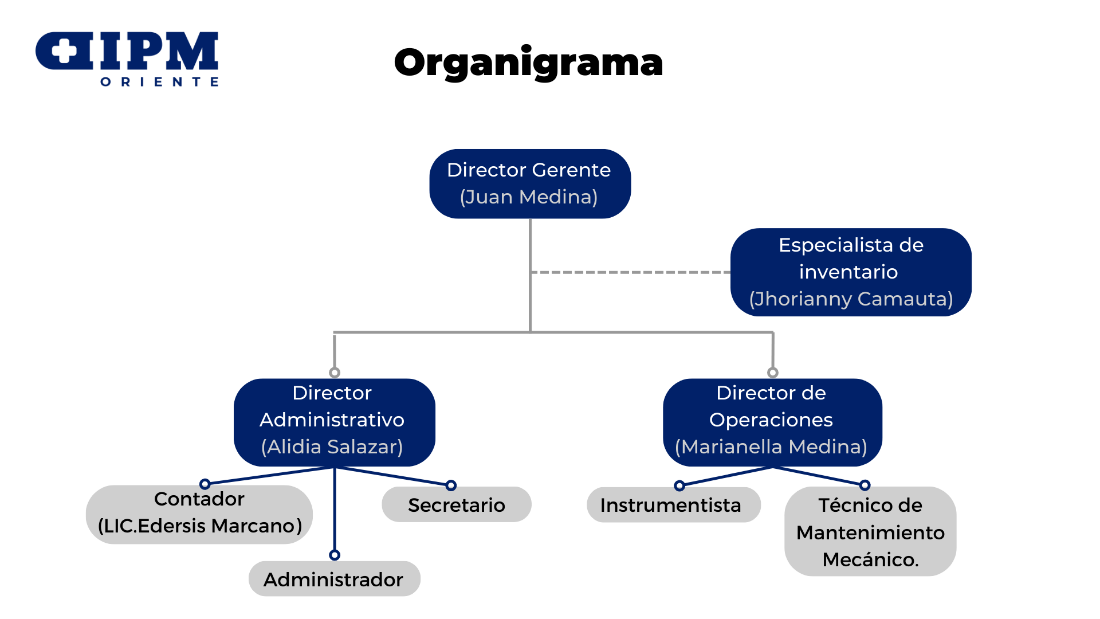 IPM
ORIENTE
Organigrama
Director Gerente
(Juan Medina)
Especialista de
inventario
(Jhorianny Camauta)
Director
Administrativo
(Alidia Salazar)
Director de
Operaciones
(Marianella Medina)
Contador
(LIC.Edersis Marcano)
Secretario
Administrador
Instrumentista
Técnico de
Mantenimiento
Mecánico.